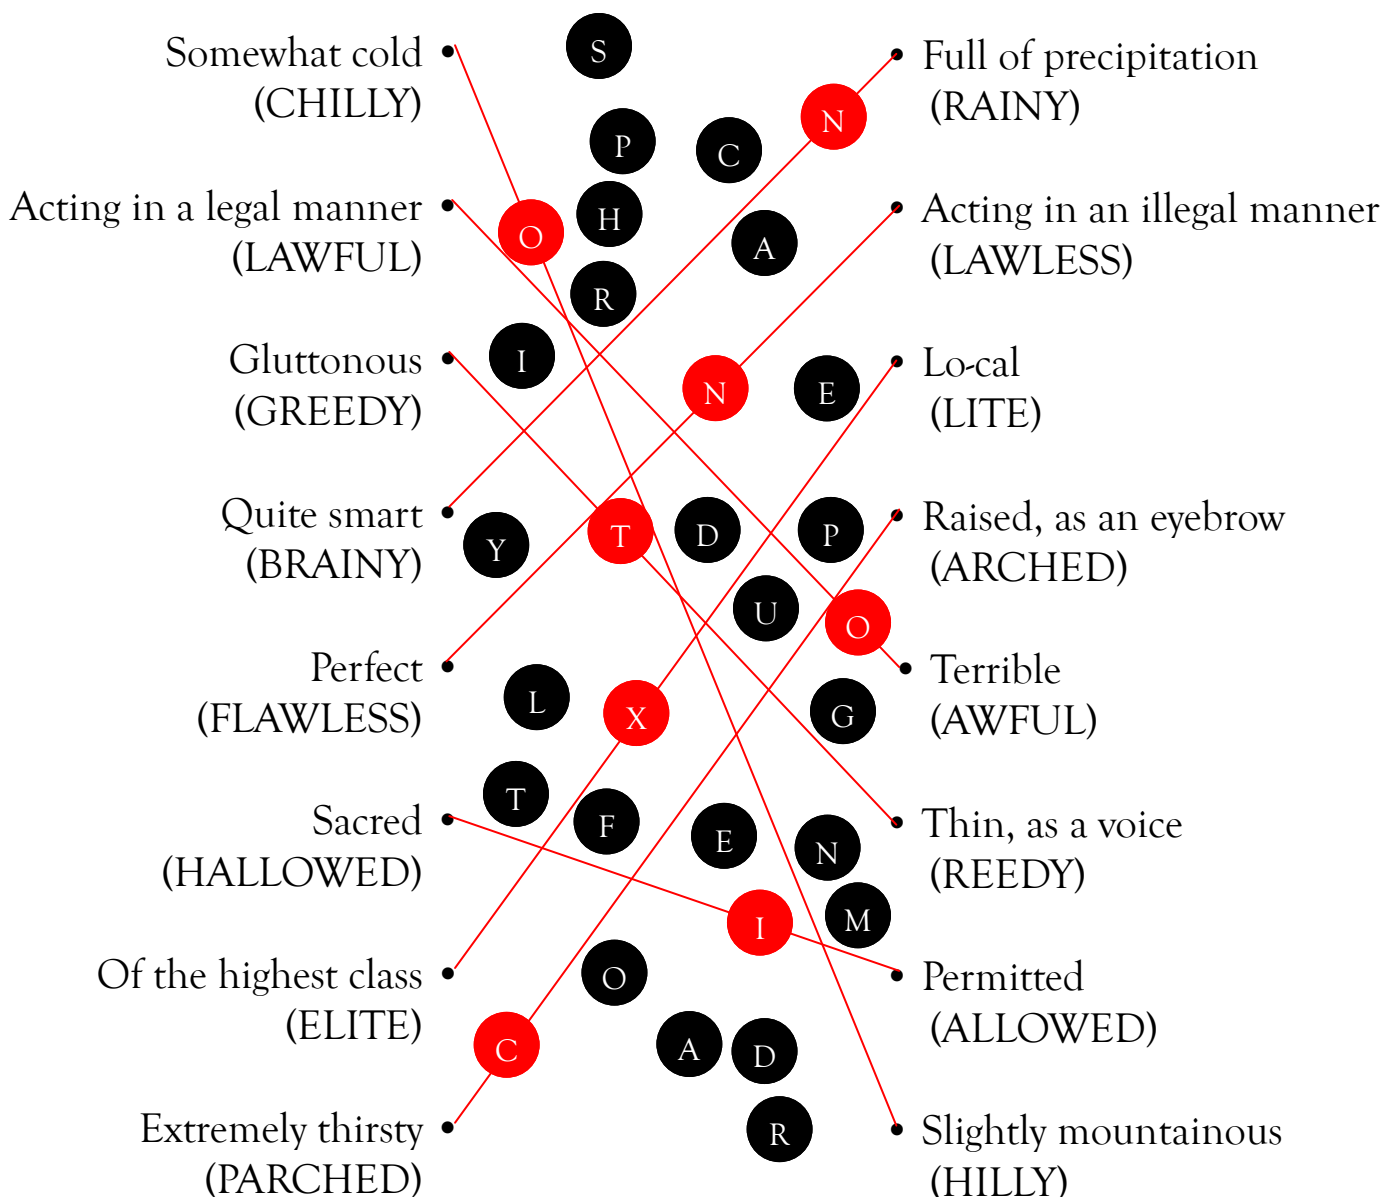 Somewhat cold
(CHILLY)
Acting in a legal manner
(LAWFUL)
Gluttonous
(GREEDY)
Quite smart
(BRAINY)
Perfect
(FLAWLESS)
Sacred
(HALLOWED)
Of the highest class
(ELITE)
Extremely thirsty
(PARCHED)
S
N
P
C
H
O
A
R
I
N
E
Y
T
D
P
U
O
L
X
G
T
F
E
N
M
I
O
C
A
D
R
Full of precipitation
(RAINY)
Acting in an illegal manner
(LAWLESS)
Lo-cal
(LITE)
Raised, as an eyebrow
(ARCHED)
Terrible
(AWFUL)
Thin, as a voice
(REEDY)
Permitted
(ALLOWED)
Slightly mountainous
(HILLY)